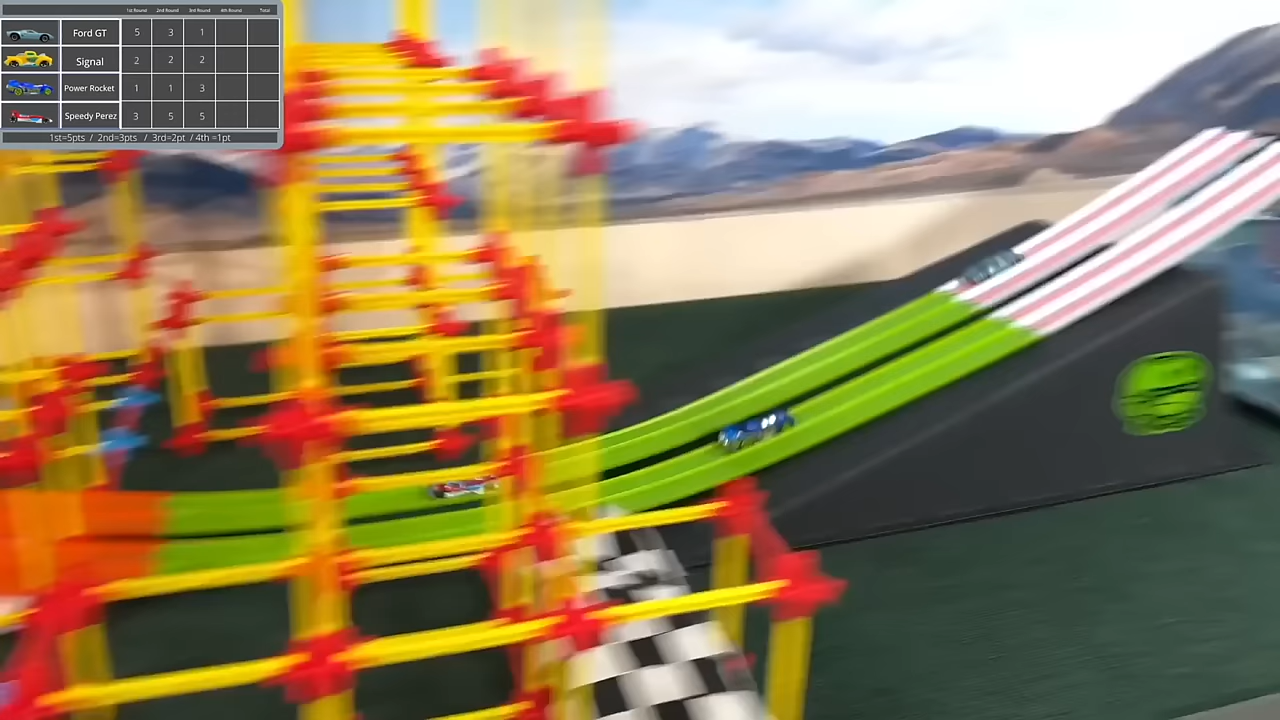 1st Round 2nd Round 3rd Round 4th Round Total
Ford GT 5 3 1
Signal 2 2 2
Power Rocket 1 1 3
Speedy Perez 3 5 5
1st=5pts / 2nd=3pts / 3rd=2pt / 4th =1pt